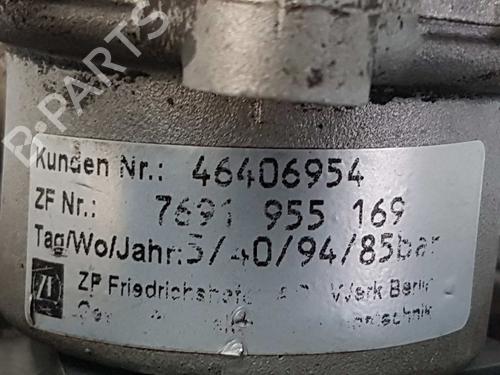 B-PARTS
Kunden Nr.: 46406954
ZF Nr.: 7691 955 169
Tag/Wo/Jahr:5/40/94/85bar
ZF ZF Friedrichshafen Werk Berlin